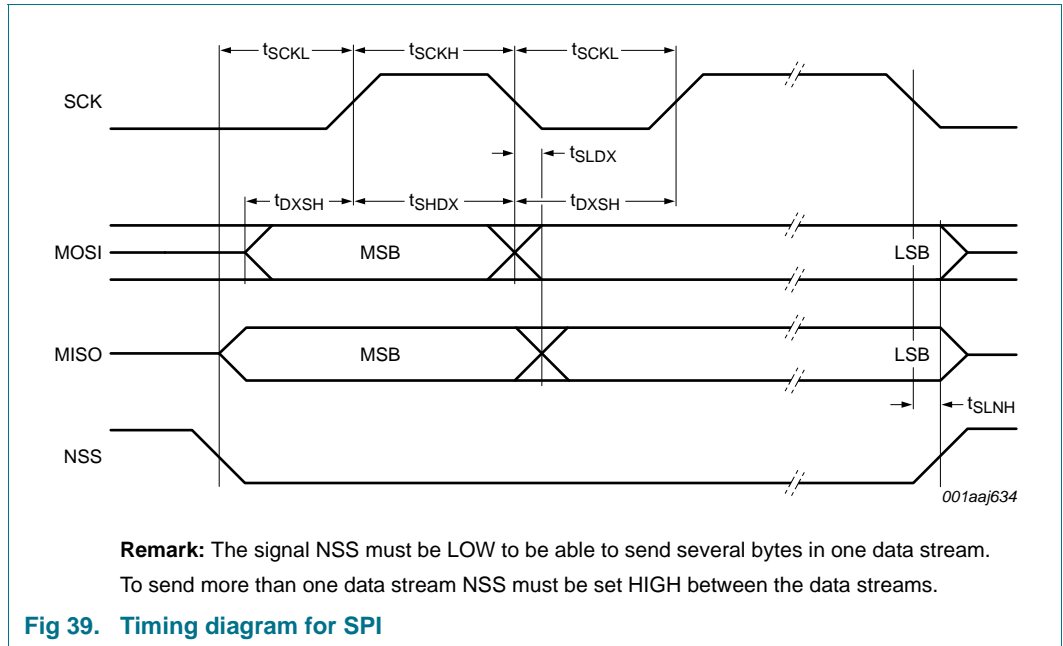 tSCKL tSCKH tSCKL
SCK
tSLDX
tDXSH tSHDX tDXSH
MOSI MSB LSB
MISO MSB LSB
tSLNH
NSS
001aaj634
Remark: The signal NSS must be LOW to be able to send several bytes in one data stream.
To send more than one data stream NSS must be set HIGH between the data streams.
Fig 39. Timing diagram for SPI